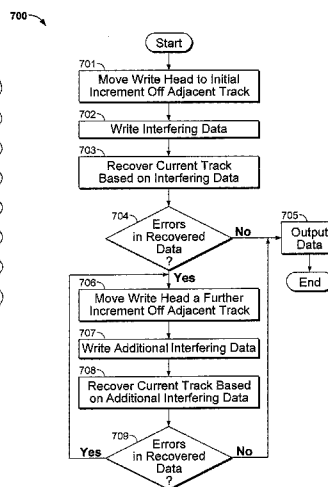 700
Start
701
Move Write Head to Initial
Increment Off Adjacent Track
702
Write Interfering Data
703
Recover Current Track
Based on Interfering Data
704
Errors
in Recovered
Data
?
No
705
Output
Data
End
Yes
706
Move Write Head a Further
Increment Off Adjacent Track
707
Write Additional Interfering Data
708
Recover Current Track Based
on Additional Interfering Data
709
Errors
in Recovered
Data
?
Yes
No